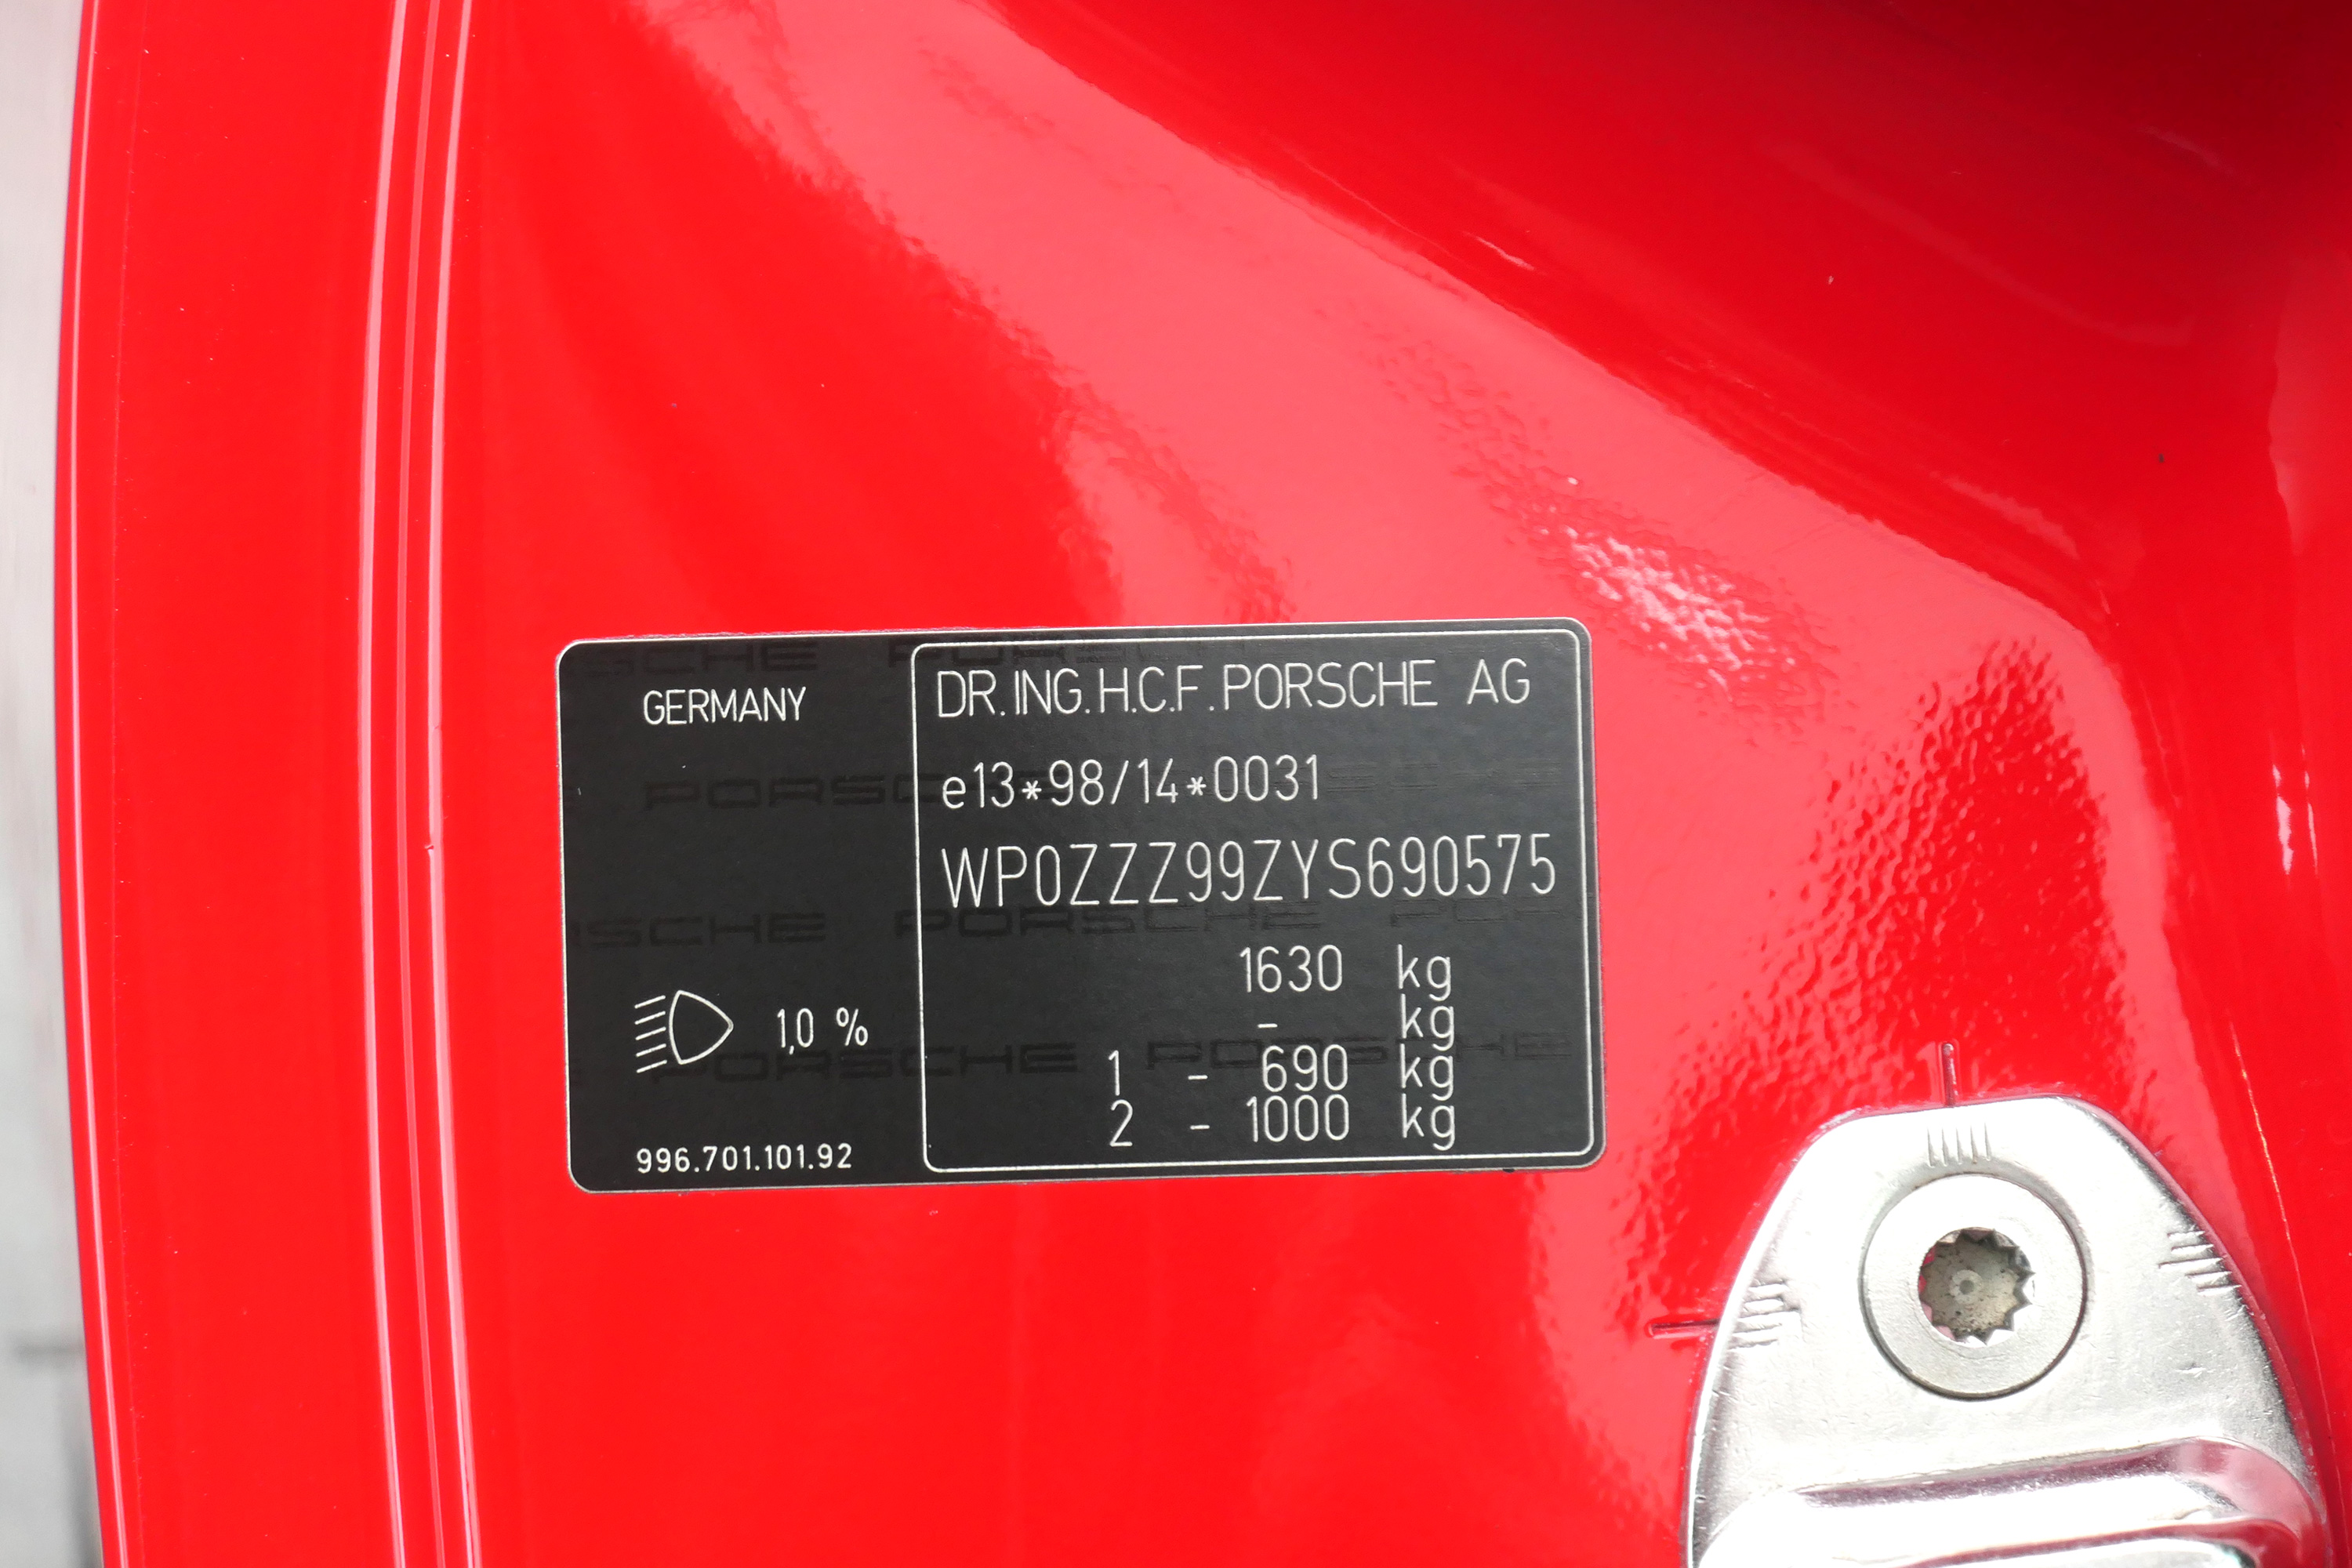 GERMANY
1,0 %
996.701.101.92
DR.ING.H.C.F.PORSCHE AG
e13*98/14*0031
WP0ZZZ99ZYS690575
1630 kg
- kg
1 - 690 kg
2 - 1000 kg